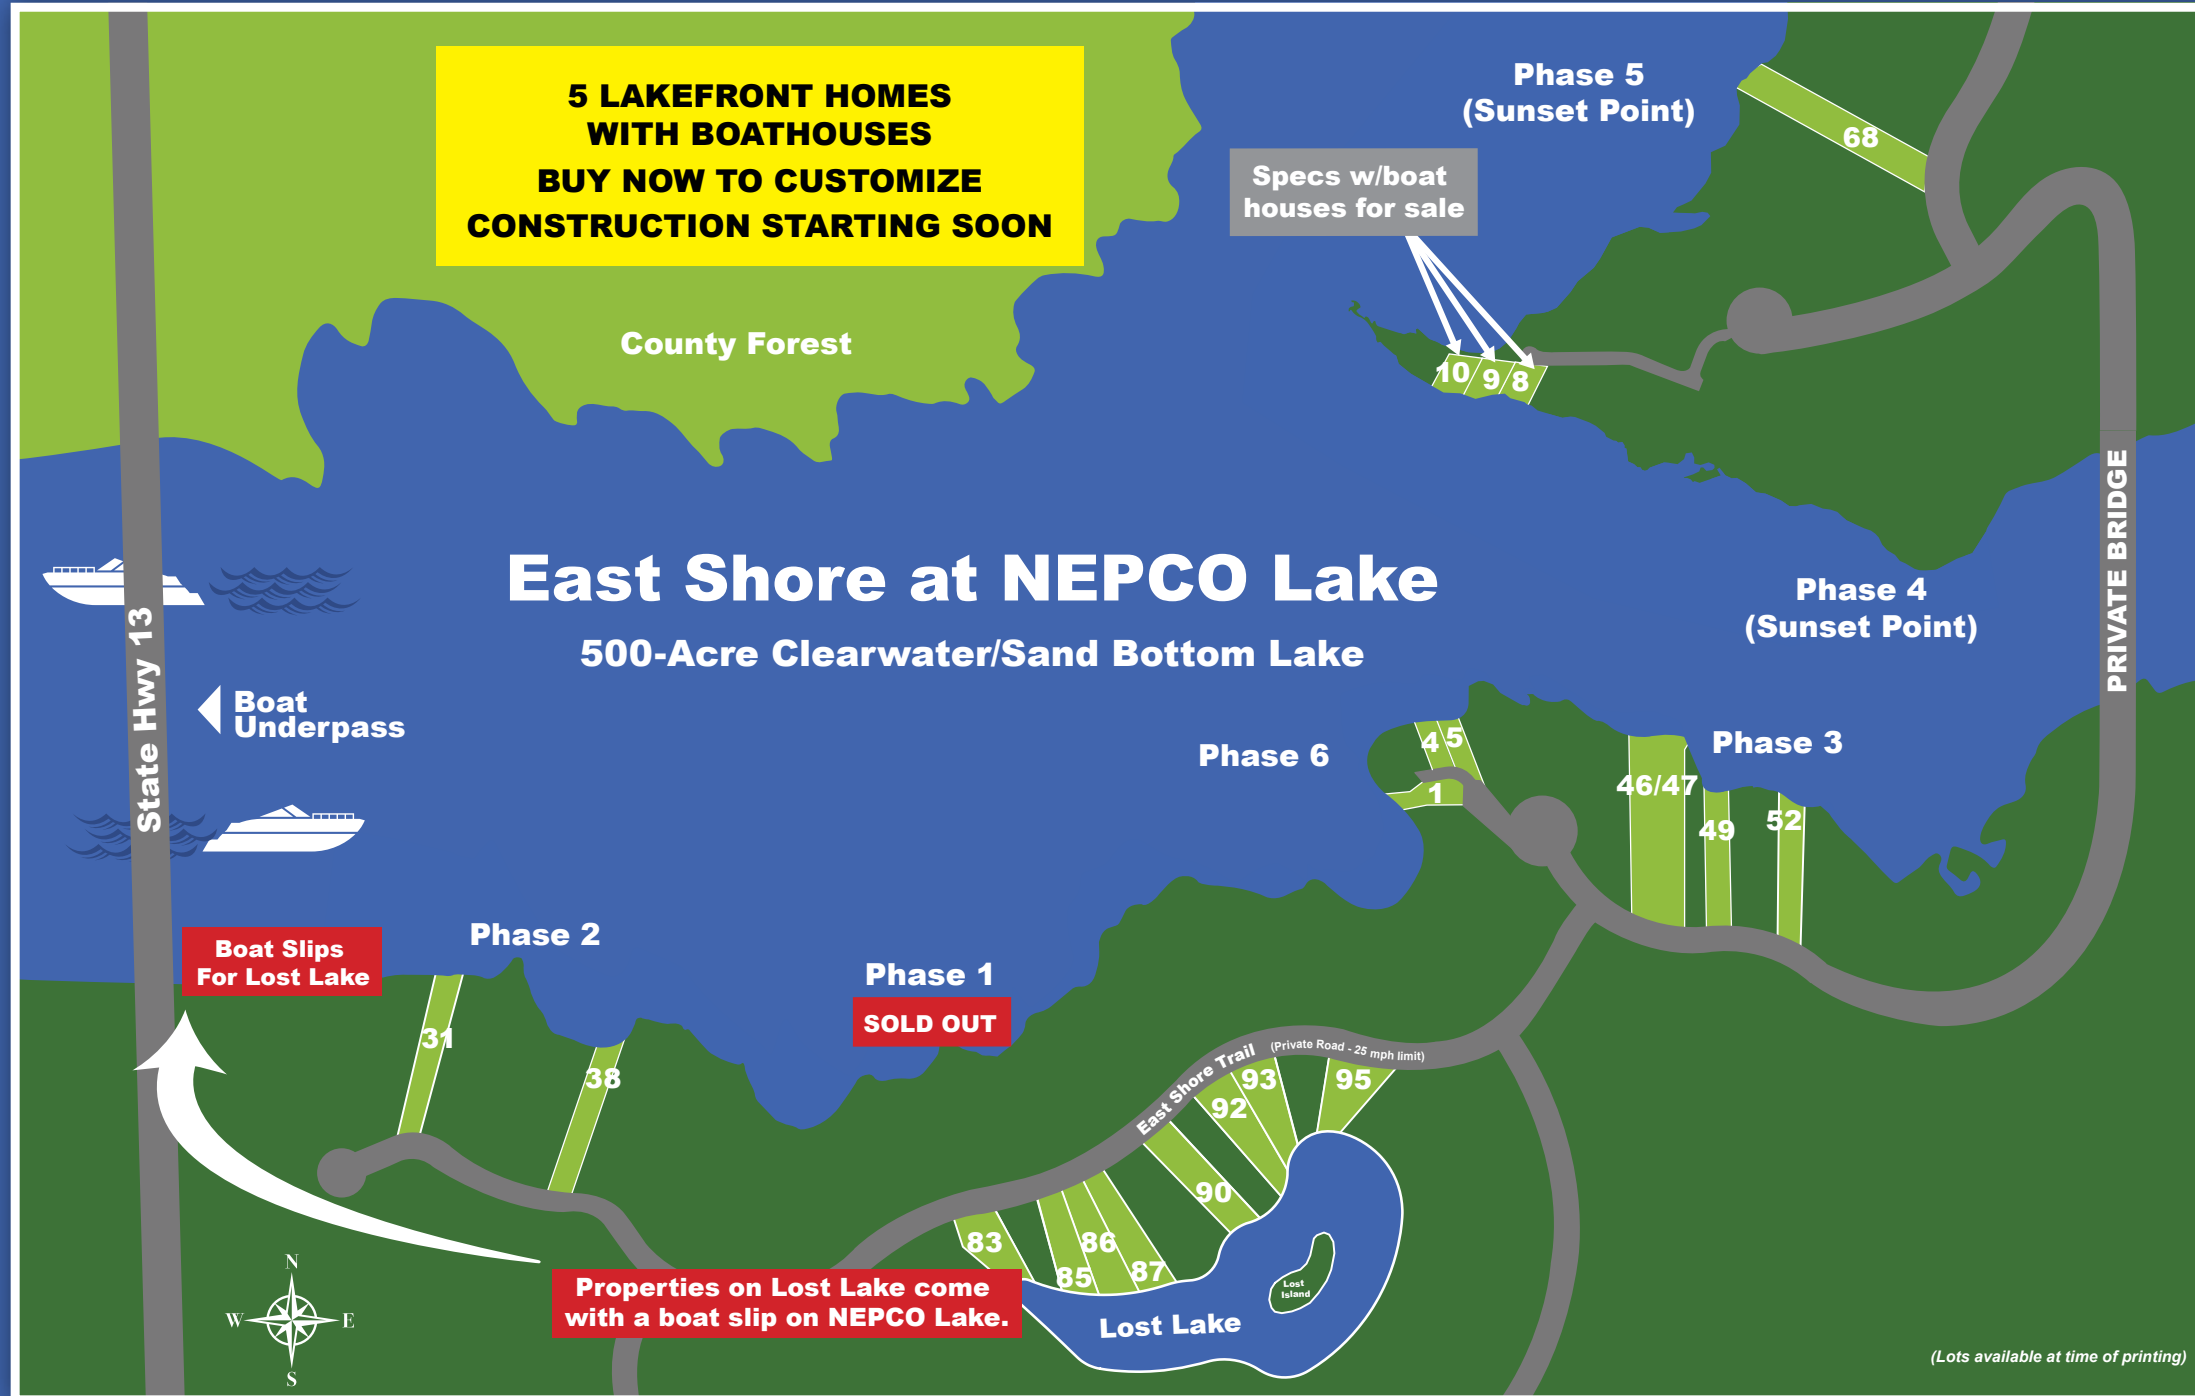 5 LAKEFRONT HOMES
WITH BOATHOUSES
BUY NOW TO CUSTOMIZE
CONSTRUCTION STARTING SOON
Phase 5
(Sunset Point)
68
Specs w/boat
houses for sale
County Forest
10
9
8
PRIVATE BRIDGE
East Shore at NEPCO Lake
500-Acre Clearwater/Sand Bottom Lake
Phase 4
(Sunset Point)
State Hwy 13
Boat
Underpass
Phase 6
4
5
1
Phase 3
46/47
49
52
Phase 2
Boat Slips
For Lost Lake
Phase 1
SOLD OUT
31
38
East Shore Trail
(Private Road - 25 mph limit)
93
92
95
90
83
86
85
87
Properties on Lost Lake come
with a boat slip on NEPCO Lake.
Lost
Island
Lost Lake
N
W
E
S
(Lots available at time of printing)